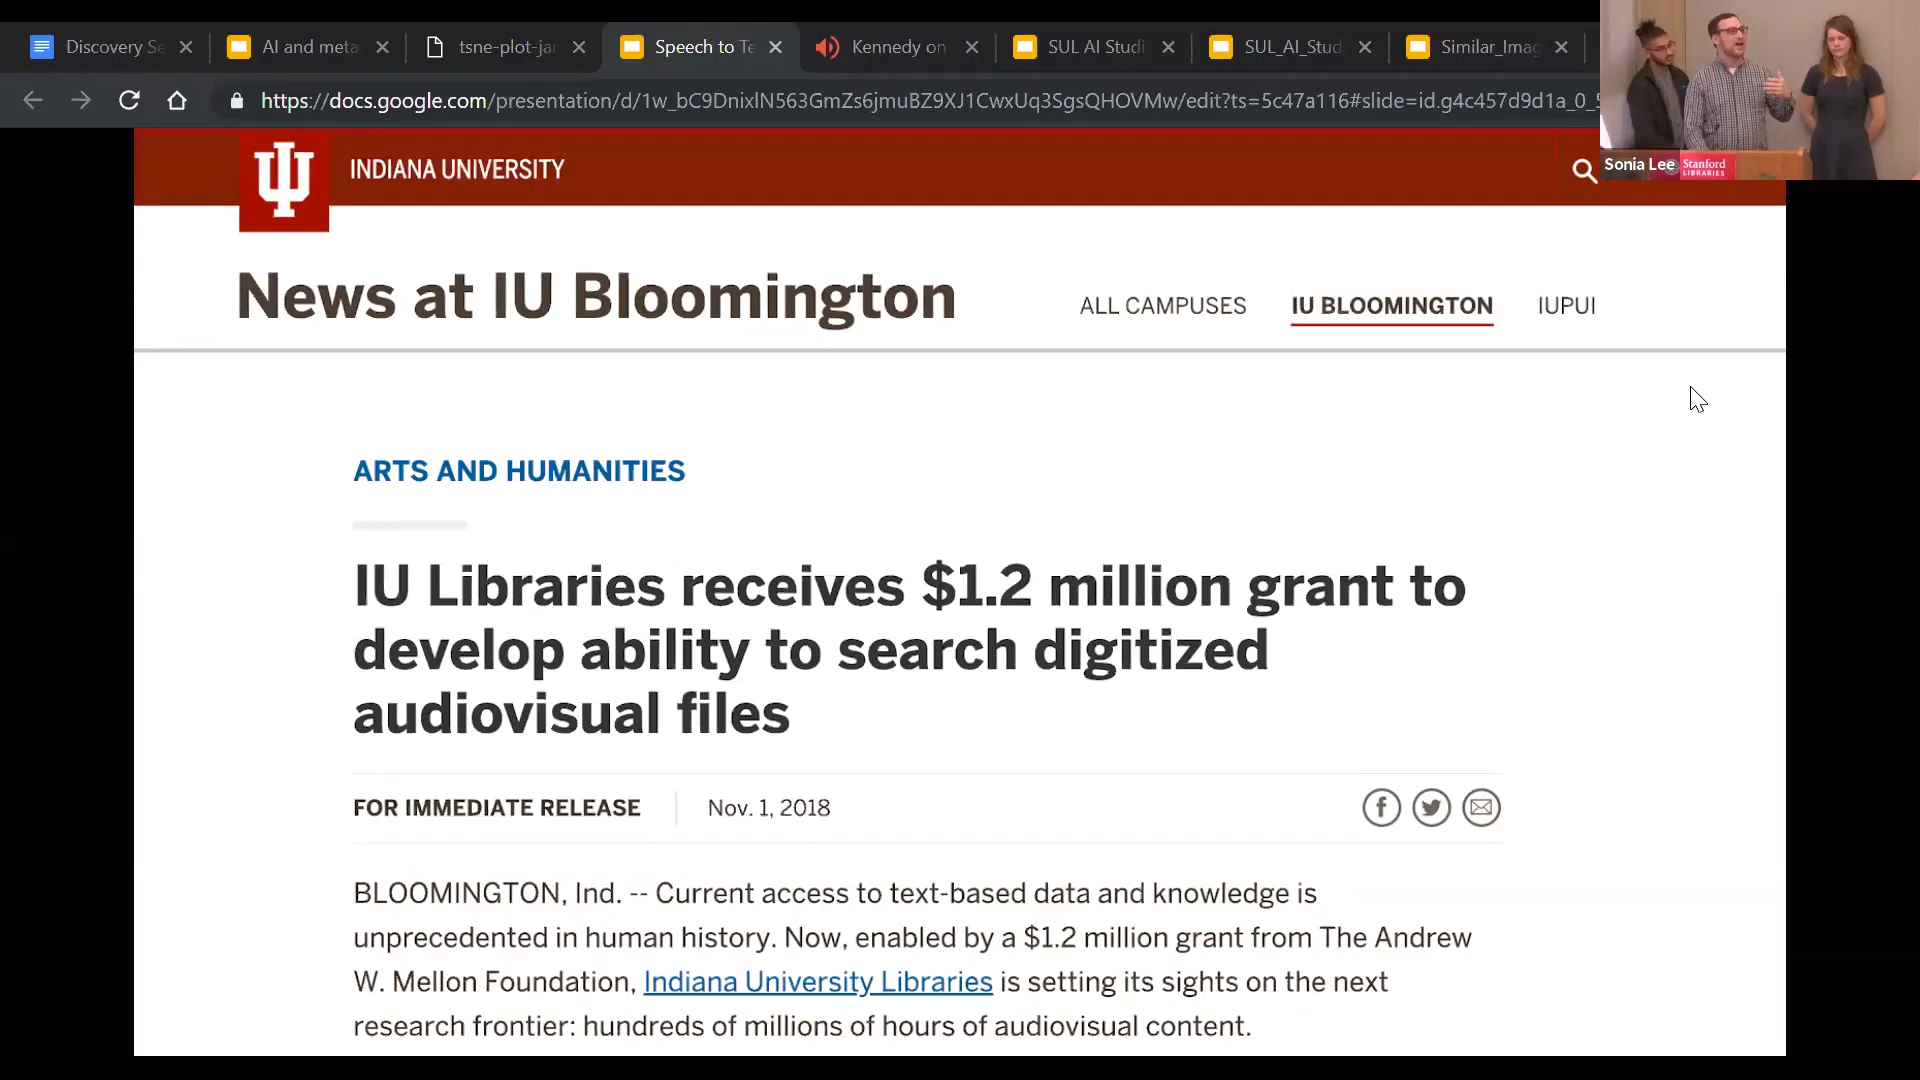 Discovery Se
AI and meta
tsne-plot-jar
Speech to Te
Kennedy on
SUL AI Studi
SUL_AI_Stud
Similar_Imag
https://docs.google.com/presentation/d/1w_bC9DnixlN563GmZs6jmuBZ9XJ1CwxUq3SgsQHOVMw/edit?ts=5c47a116#slide=id.g4c457d9d1a_0_5
Sonia Lee
Stanford
LIBRARIES
INDIANA UNIVERSITY
News at IU Bloomington
ALL CAMPUSES
IU BLOOMINGTON
IUPUI
ARTS AND HUMANITIES
IU Libraries receives $1.2 million grant to
develop ability to search digitized
audiovisual files
FOR IMMEDIATE RELEASE
Nov. 1, 2018
BLOOMINGTON, Ind. -- Current access to text-based data and knowledge is
unprecedented in human history. Now, enabled by a $1.2 million grant from The Andrew
W. Mellon Foundation, Indiana University Libraries is setting its sights on the next
research frontier: hundreds of millions of hours of audiovisual content.